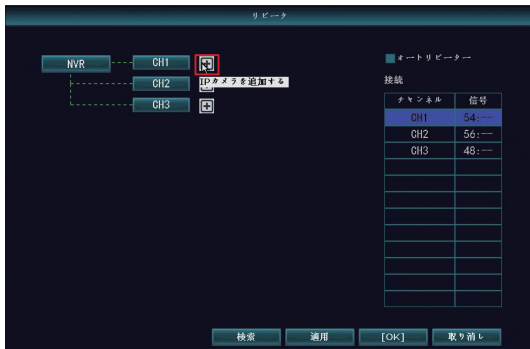 リピータ
NVR
CH1
IPカメラを追加する
CH2
CH3
オートリピーター
接続
チャンネル 信号
CH1 54:--
CH2 56:--
CH3 48:--
検索 適用 [OK] 取り消し